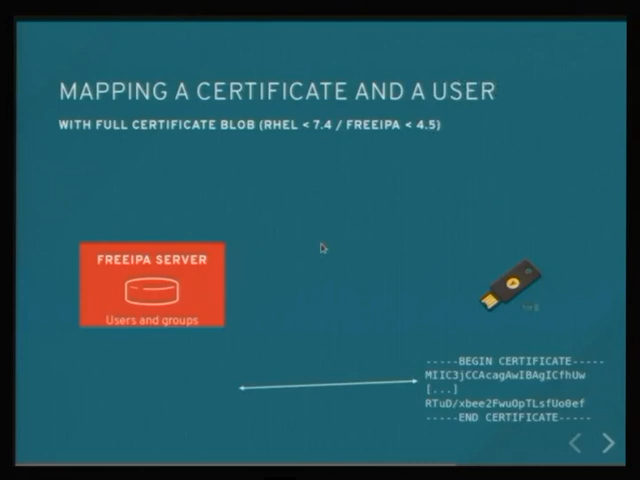 MAPPING A CERTIFICATE AND A USER
WITH FULL CERTIFICATE BLOB (RHEL < 7.4 / FREEIPA < 4.5)
FREEIPA SERVER
Users and groups
-----BEGIN CERTIFICATE-----
MIIC3jCCAcagAwIBAgICfhUw
[...]
RTuD/xbee2FwuOpTLsfUo0ef
-----END CERTIFICATE-----